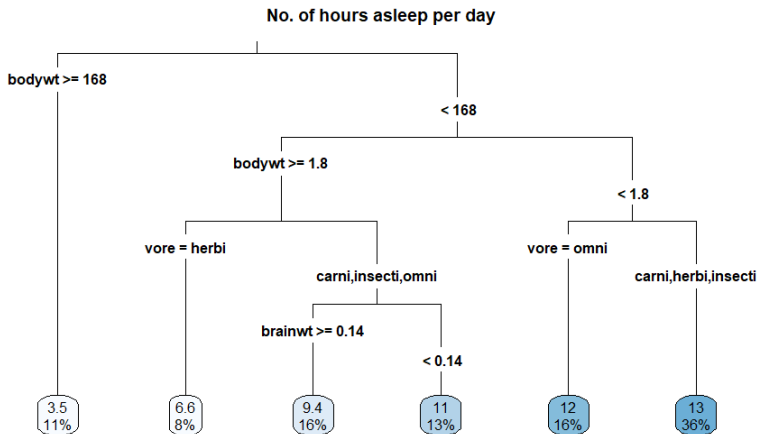 No. of hours asleep per day
bodywt >= 168
< 168
bodywt >= 1.8
< 1.8
vore = herbi
vore = omni
carni,insecti,omni
carni,herbi,insecti
brainwt >= 0.14
< 0.14
3.5
11%
6.6
8%
9.4
16%
11
13%
12
16%
13
36%